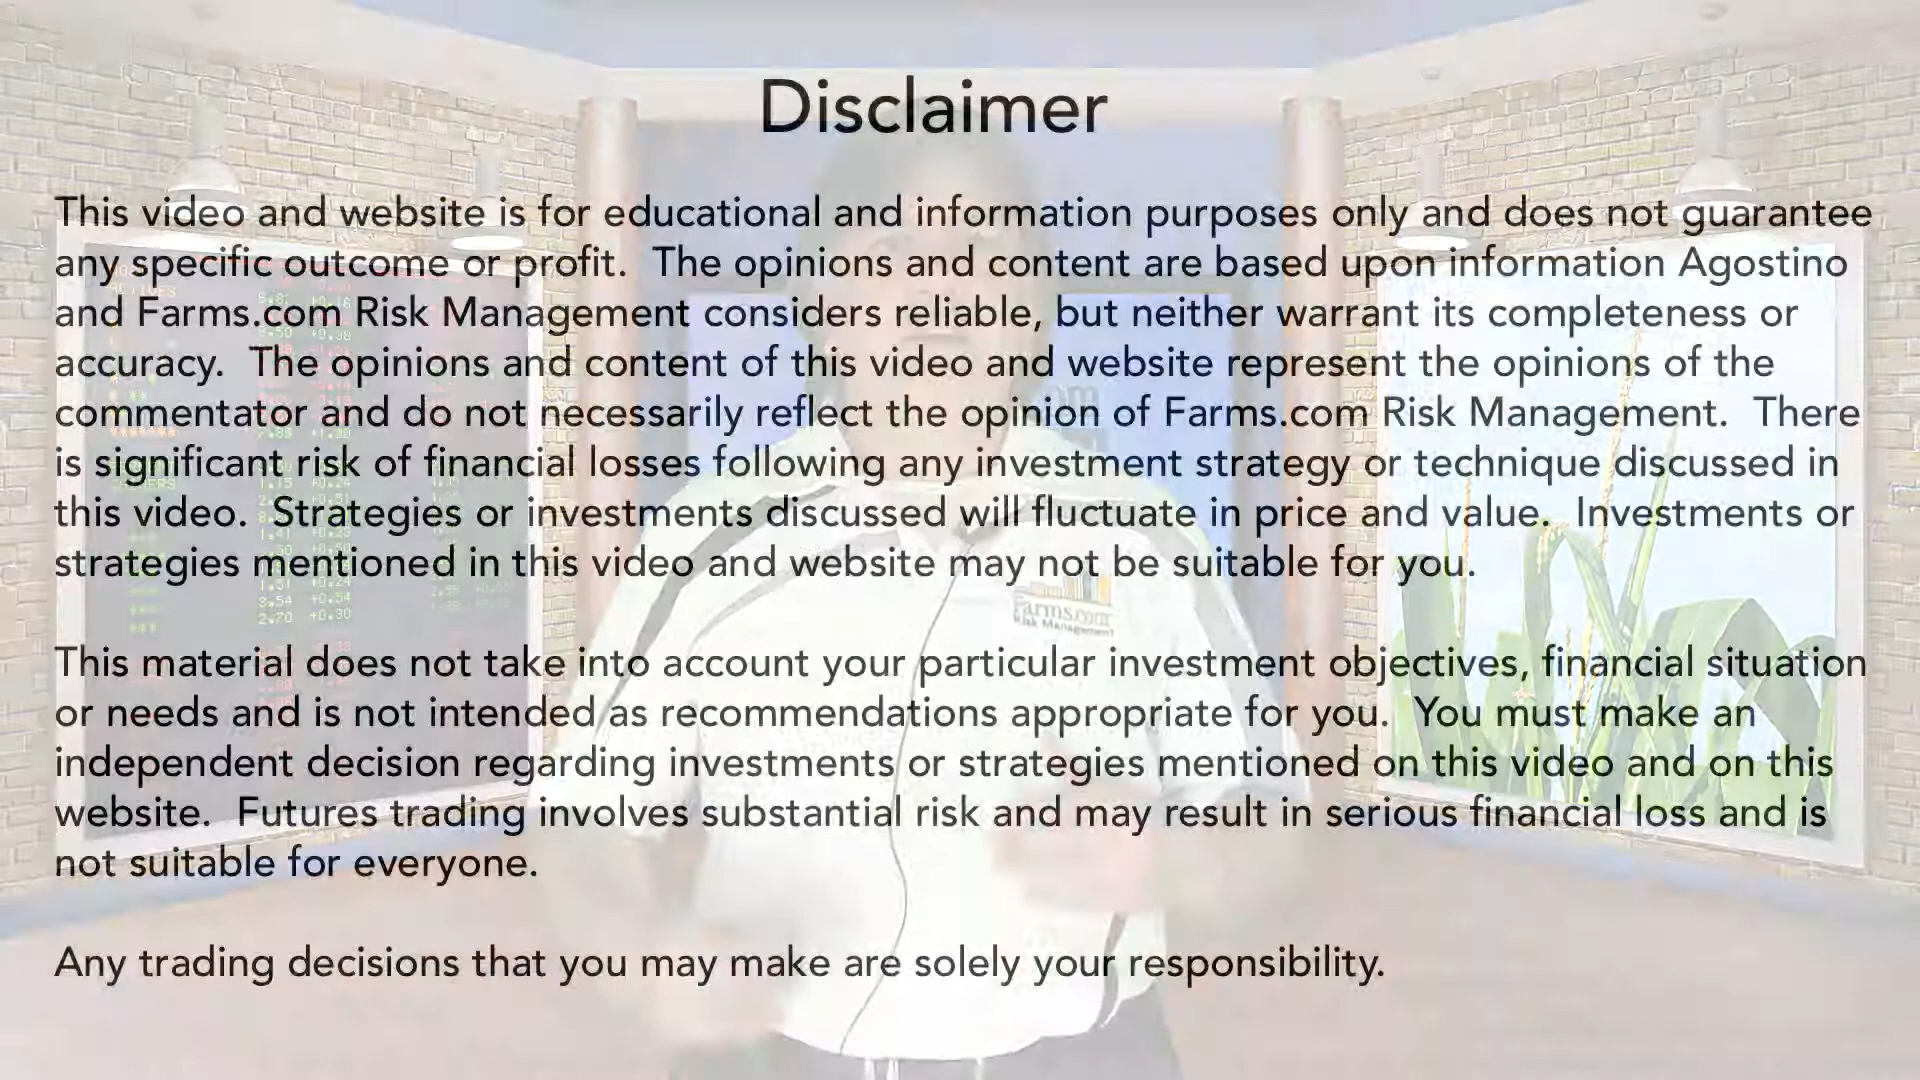 Disclaimer
This video and website is for educational and information purposes only and does not guarantee
any specific outcome or profit.  The opinions and content are based upon information Agostino
and Farms.com Risk Management considers reliable, but neither warrant its completeness or
accuracy.  The opinions and content of this video and website represent the opinions of the
commentator and do not necessarily reflect the opinion of Farms.com Risk Management.  There
is significant risk of financial losses following any investment strategy or technique discussed in
this video.  Strategies or investments discussed will fluctuate in price and value.  Investments or
strategies mentioned in this video and website may not be suitable for you.
Farms.com
Risk Management
This material does not take into account your particular investment objectives, financial situation
or needs and is not intended as recommendations appropriate for you.  You must make an
independent decision regarding investments or strategies mentioned on this video and on this
website.  Futures trading involves substantial risk and may result in serious financial loss and is
not suitable for everyone.
Any trading decisions that you may make are solely your responsibility.